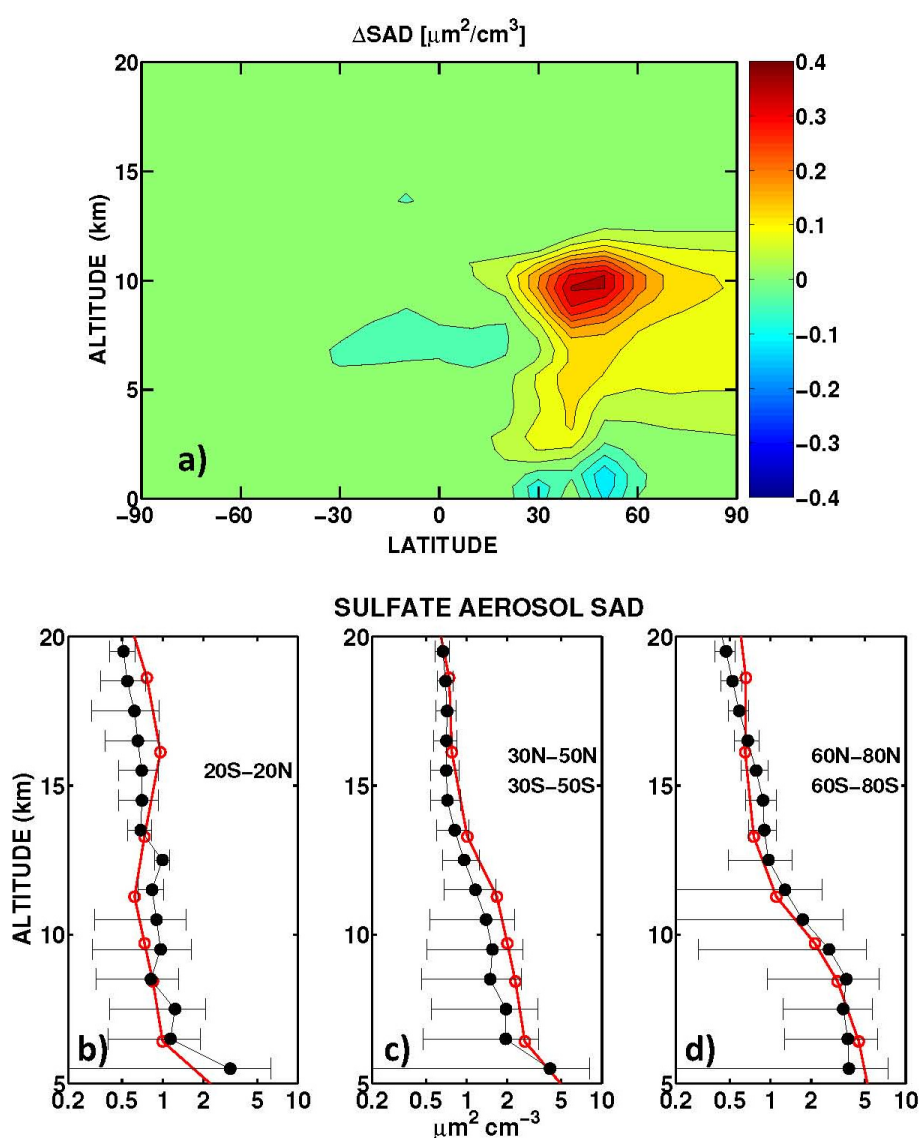 ΔSAD [μm²/cm³]
20
15
10
5
0
ALTITUDE (km)
a)
−90
−60
−30
0
30
60
90
LATITUDE
0.4
0.3
0.2
0.1
0
−0.1
−0.2
−0.3
−0.4
SULFATE AEROSOL SAD
20
15
10
5
ALTITUDE (km)
20S−20N
b)
0.2 0.5 1 2 5 10
20
15
10
5
30N−50N
30S−50S
c)
0.2 0.5 1 2 5 10
μm² cm⁻³
20
15
10
5
60N−80N
60S−80S
d)
0.2 0.5 1 2 5 10